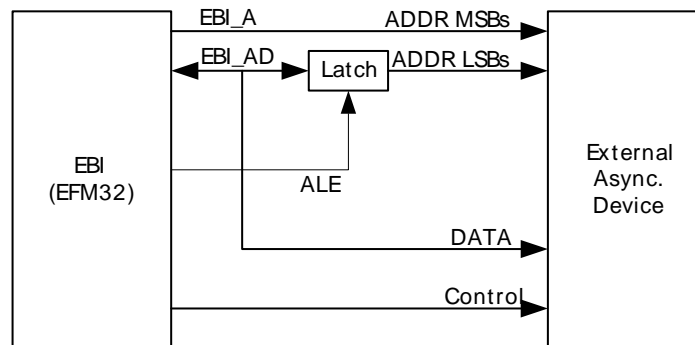 EBI_A
ADDR MSBs
EBI_AD
Latch
ADDR LSBs
EBI
(EFM32)
ALE
External
Async.
Device
DATA
Control